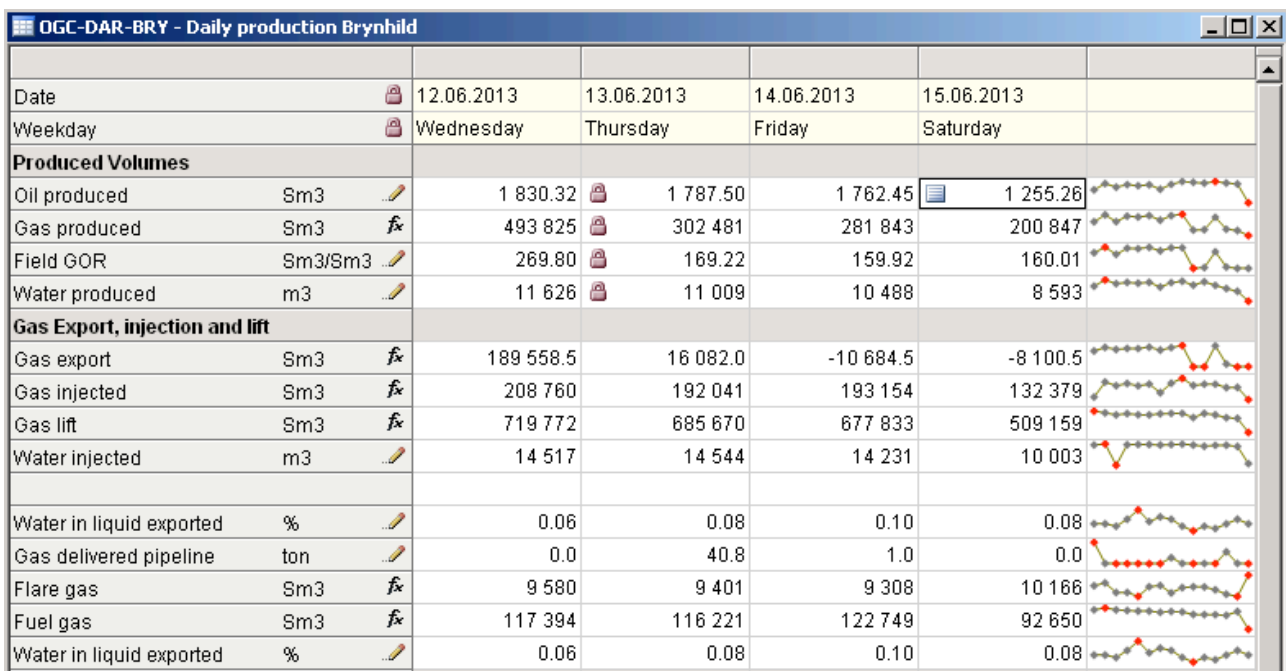 OGC-DAR-BRY - Daily production Brynhild
Date 12.06.2013 13.06.2013 14.06.2013 15.06.2013
Weekday Wednesday Thursday Friday Saturday
Produced Volumes
Oil produced Sm3 1 830.32 1 787.50 1 762.45 1 255.26
Gas produced Sm3 fx 493 825 302 481 281 843 200 847
Field GOR Sm3/Sm3 269.80 169.22 159.92 160.01
Water produced m3 11 626 11 009 10 488 8 593
Gas Export, injection and lift
Gas export Sm3 fx 189 558.5 16 082.0 -10 684.5 -8 100.5
Gas injected Sm3 fx 208 760 192 041 193 154 132 379
Gas lift Sm3 fx 719 772 685 670 677 833 509 159
Water injected m3 14 517 14 544 14 231 10 003
Water in liquid exported % 0.06 0.08 0.10 0.08
Gas delivered pipeline ton 0.0 40.8 1.0 0.0
Flare gas Sm3 fx 9 580 9 401 9 308 10 166
Fuel gas Sm3 fx 117 394 116 221 122 749 92 650
Water in liquid exported % 0.06 0.08 0.10 0.08